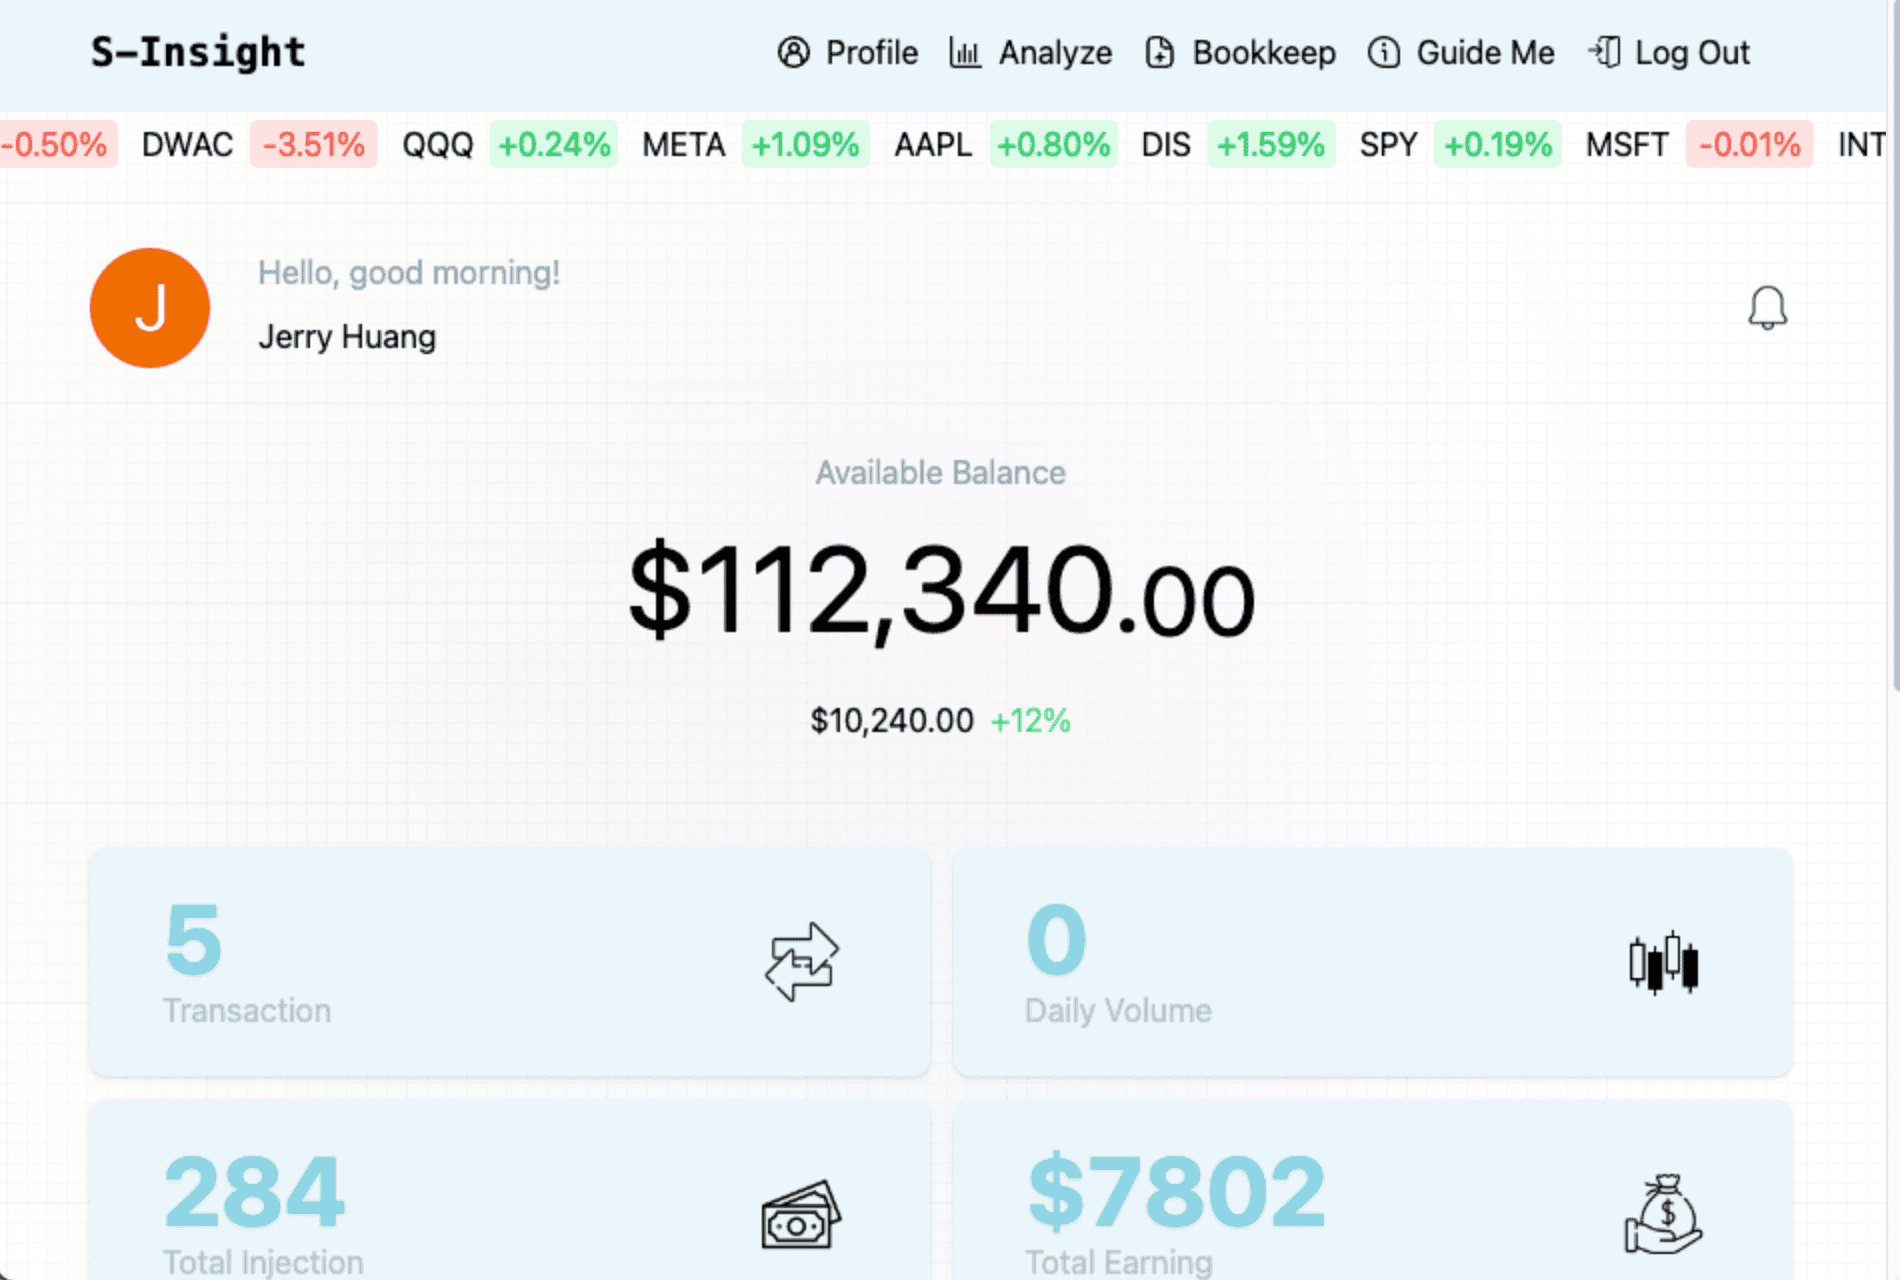 S-Insight Profile Analyze Bookkeep Guide Me Log Out
-0.50% DWAC -3.51% QQQ +0.24% META +1.09% AAPL +0.80% DIS +1.59% SPY +0.19% MSFT -0.01% INT
J
Hello, good morning!
Jerry Huang
Available Balance
$112,340.00
$10,240.00 +12%
5
Transaction
0
Daily Volume
284
Total Injection
$7802
Total Earning